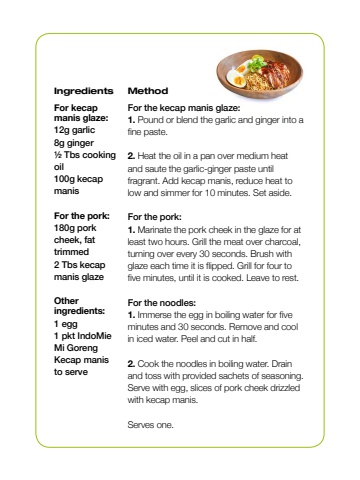 Ingredients
For kecap
manis glaze:
12g garlic
8g ginger
½ Tbs cooking
oil
100g kecap
manis
For the pork:
180g pork
cheek, fat
trimmed
2 Tbs kecap
manis glaze
Other
ingredients:
1 egg
1 pkt IndoMie
Mi Goreng
Kecap manis
to serve
Method
For the kecap manis glaze:
1. Pound or blend the garlic and ginger into a
fine paste.
2. Heat the oil in a pan over medium heat
and saute the garlic-ginger paste until
fragrant. Add kecap manis, reduce heat to
low and simmer for 10 minutes. Set aside.
For the pork:
1. Marinate the pork cheek in the glaze for at
least two hours. Grill the meat over charcoal,
turning over every 30 seconds. Brush with
glaze each time it is flipped. Grill for four to
five minutes, until it is cooked. Leave to rest.
For the noodles:
1. Immerse the egg in boiling water for five
minutes and 30 seconds. Remove and cool
in iced water. Peel and cut in half.
2. Cook the noodles in boiling water. Drain
and toss with provided sachets of seasoning.
Serve with egg, slices of pork cheek drizzled
with kecap manis.
Serves one.